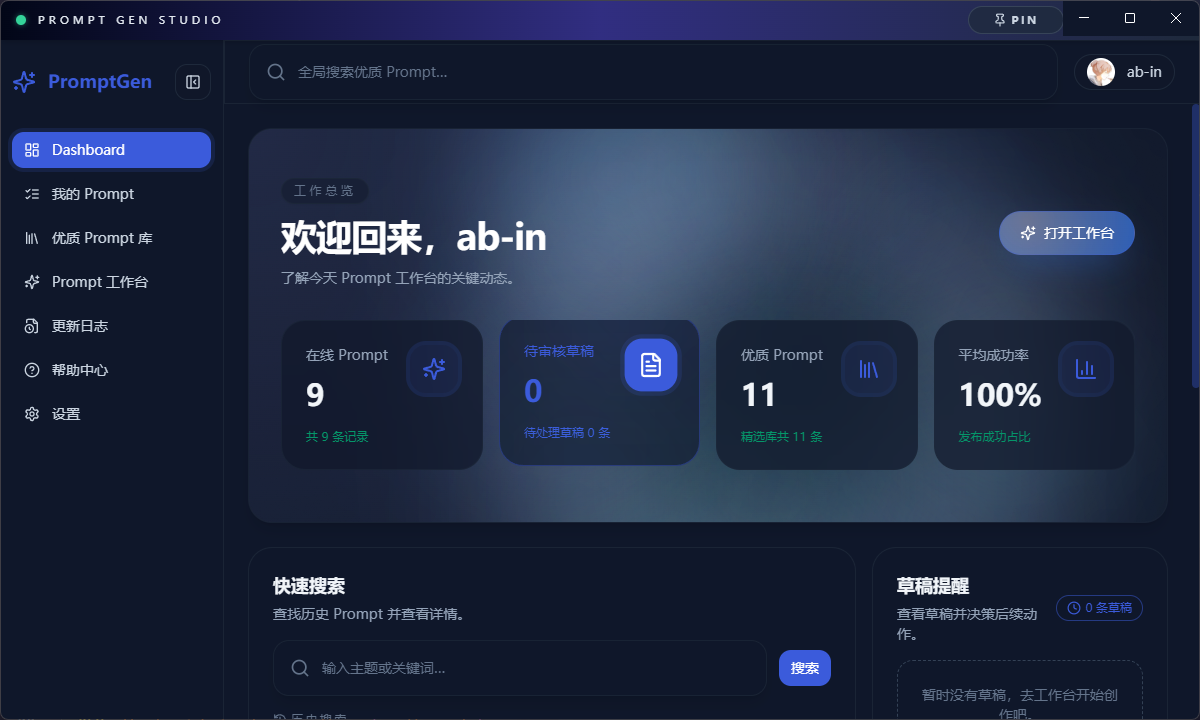 PROMPT GEN STUDIO
PIN
PromptGen
全局搜索优质 Prompt...
ab-in
Dashboard
我的 Prompt
优质 Prompt 库
Prompt 工作台
更新日志
帮助中心
设置
工作总览
欢迎回来，ab-in
了解今天 Prompt 工作台的关键动态。
打开工作台
在线 Prompt
9
共 9 条记录
待审核草稿
0
待处理草稿 0 条
优质 Prompt
11
精选库共 11 条
平均成功率
100%
发布成功占比
快速搜索
查找历史 Prompt 并查看详情。
输入主题或关键词...
搜索
历史搜索
草稿提醒
查看草稿并决策后续动
作。
0 条草稿
暂时没有草稿，去工作台开始创
作吧。